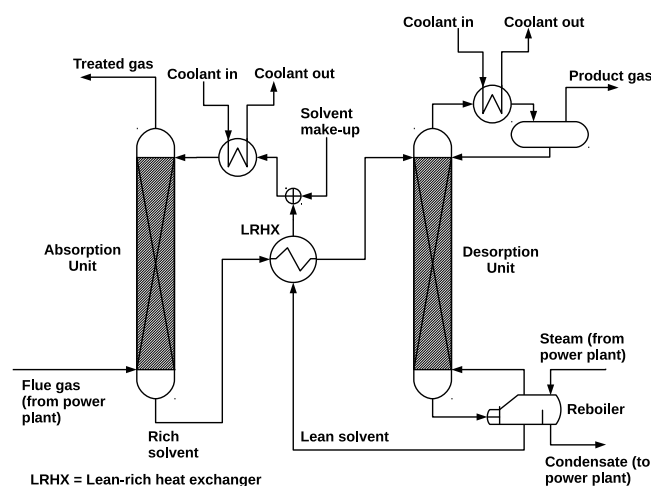 Coolant in
Coolant out
Treated gas
Coolant in
Coolant out
Product gas
Solvent
make-up
LRHX
Absorption
Unit
Desorption
Unit
Steam (from
power plant)
Flue gas
(from power
plant)
Reboiler
Rich
solvent
Lean solvent
Condensate (to
power plant)
LRHX = Lean-rich heat exchanger